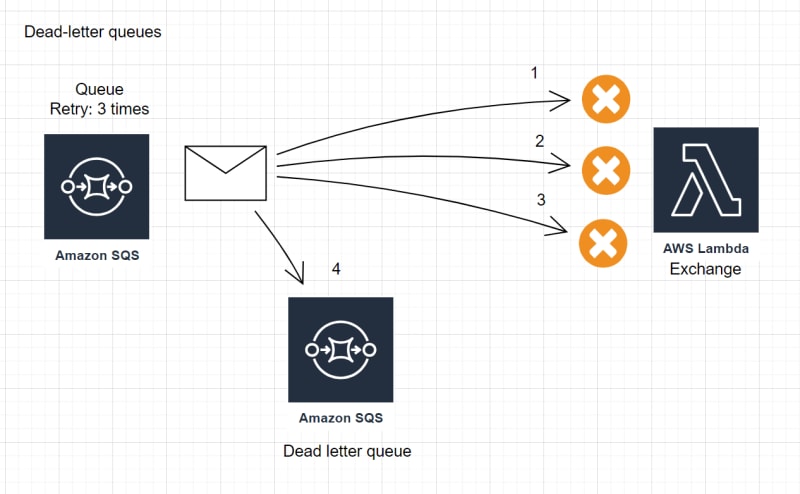 Dead-letter queues
Queue
Retry: 3 times
Amazon SQS
1
2
3
AWS Lambda
Exchange
4
Amazon SQS
Dead letter queue